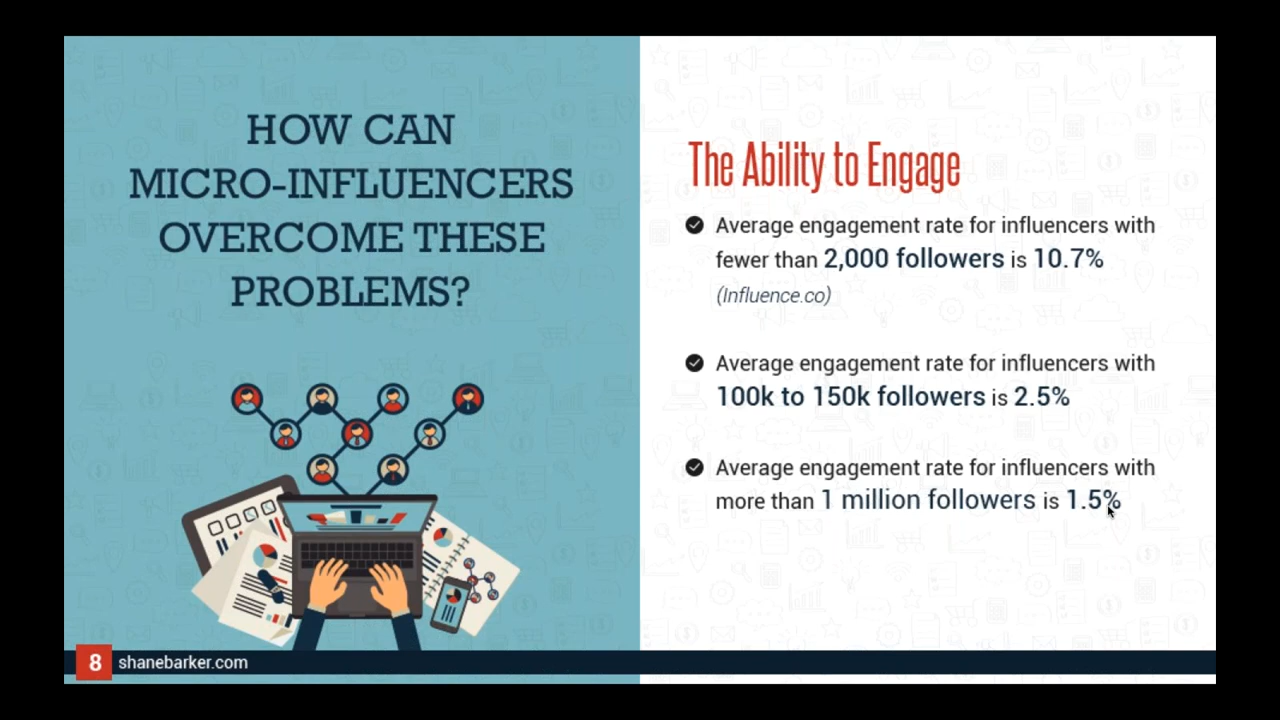 HOW CAN
MICRO-INFLUENCERS
OVERCOME THESE
PROBLEMS?
The Ability to Engage
Average engagement rate for influencers with
fewer than 2,000 followers is 10.7%
(Influence.co)
Average engagement rate for influencers with
100k to 150k followers is 2.5%
Average engagement rate for influencers with
more than 1 million followers is 1.5%
8 shanebarker.com